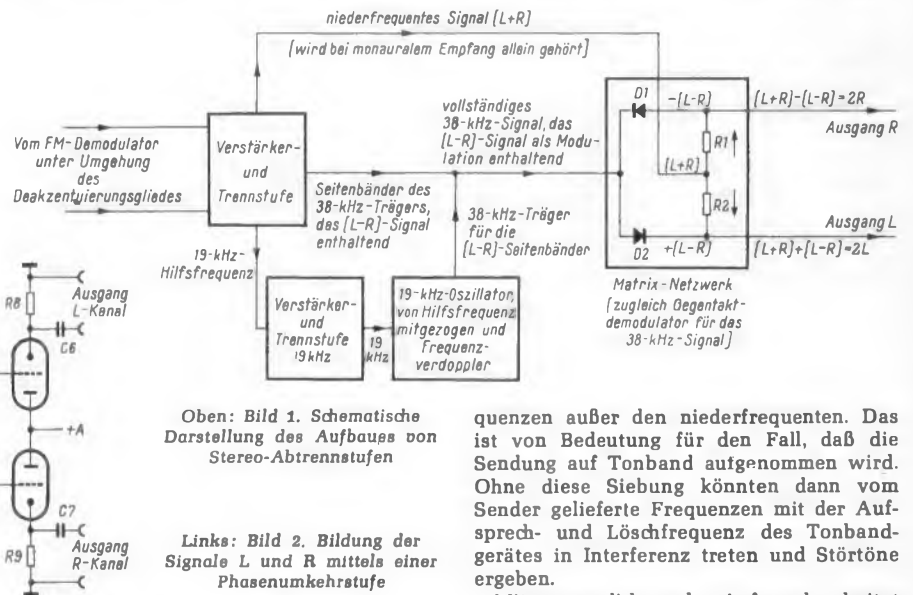 niederfrequentes Signal [L+R]
[wird bei monauralem Empfang allein gehört]
Vom FM-Demodulator
unter Umgehung
des
Deakzentuierungsgliedes
Verstärker-
und
Trennstufe
Seitenbänder des
38-kHz-Trägers,
das [L-R]-Signal
enthaltend
vollständiges
38-kHz-Signal, das
[L-R]-Signal als Modu-
lation enthaltend
38-kHz-Träger
für die
[L-R]-Seitenbänder
19-kHz-
Hilfsfrequenz
Verstärker-
und
Trennstufe
19 kHz
19
kHz
19-kHz-Oszillator,
von Hilfsfrequenz
mitgezogen und
Frequenz-
verdoppler
D1
-[L-R]
R1
[L+R]
R2
D2
+[L-R]
[L+R]-[L-R]=2R
Ausgang R
Ausgang L
[L+R]+[L-R]=2L
Matrix-Netzwerk
[zugleich Gegentakt-
demodulator für das
38-kHz-Signal]
R8
Ausgang
L-Kanal
C6
+A
C7
R9
Ausgang
R-Kanal
Oben: Bild 1. Schematische
Darstellung des Aufbaues von
Stereo-Abtrennstufen
Links: Bild 2. Bildung der
Signale L und R mittels einer
Phasenumkehrstufe
quenzen außer den niederfrequenten. Das
ist von Bedeutung für den Fall, daß die
Sendung auf Tonband aufgenommen wird.
Ohne diese Siebung könnten dann vom
Sender gelieferte Frequenzen mit der Auf-
sprech- und Löschfrequenz des Tonband-
gerätes in Interferenz treten und Störtöne
ergeben.